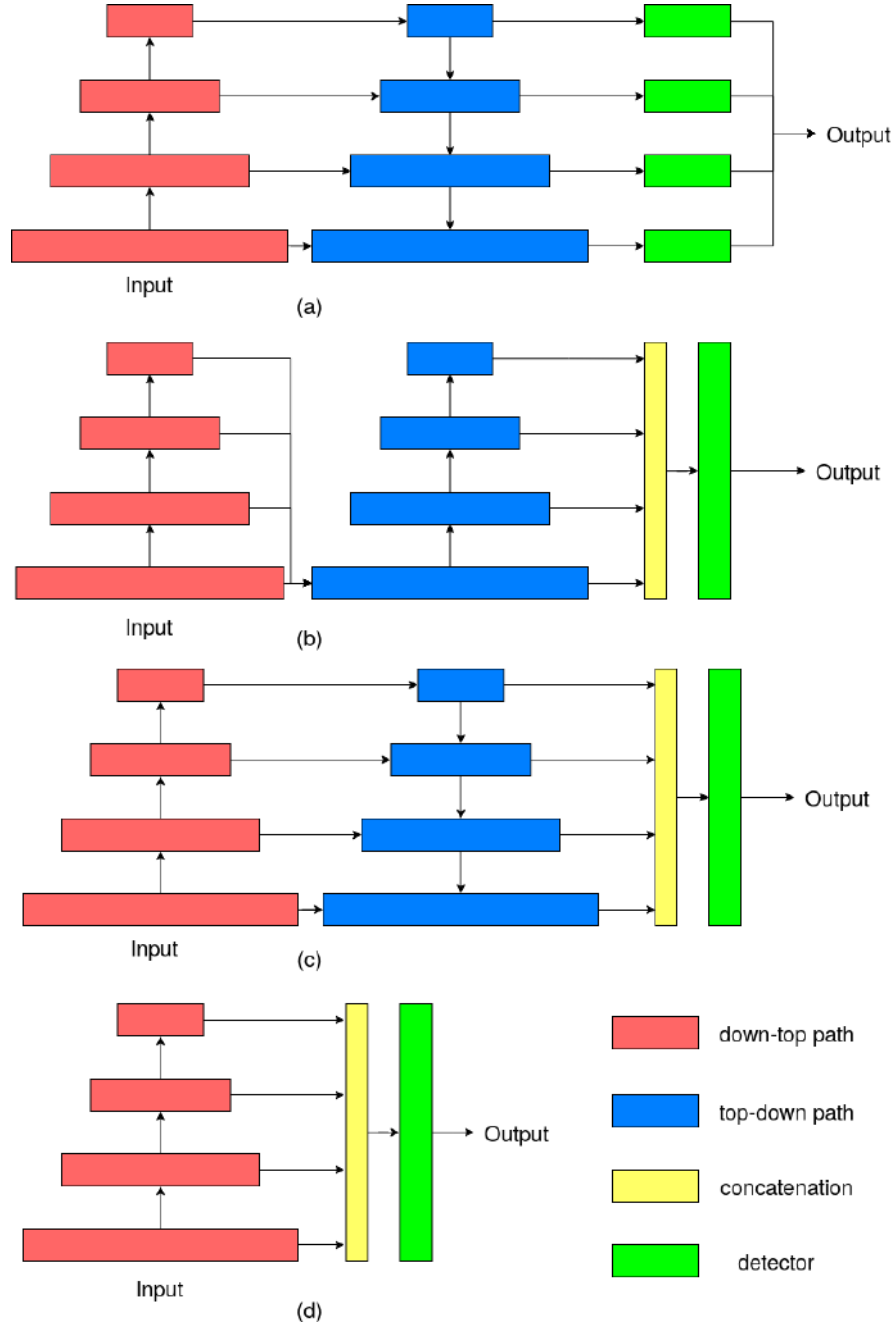 Output
Input
(a)
Output
Input
(b)
Output
Input
(c)
down-top path
top-down path
Output
concatenation
detector
Input
(d)